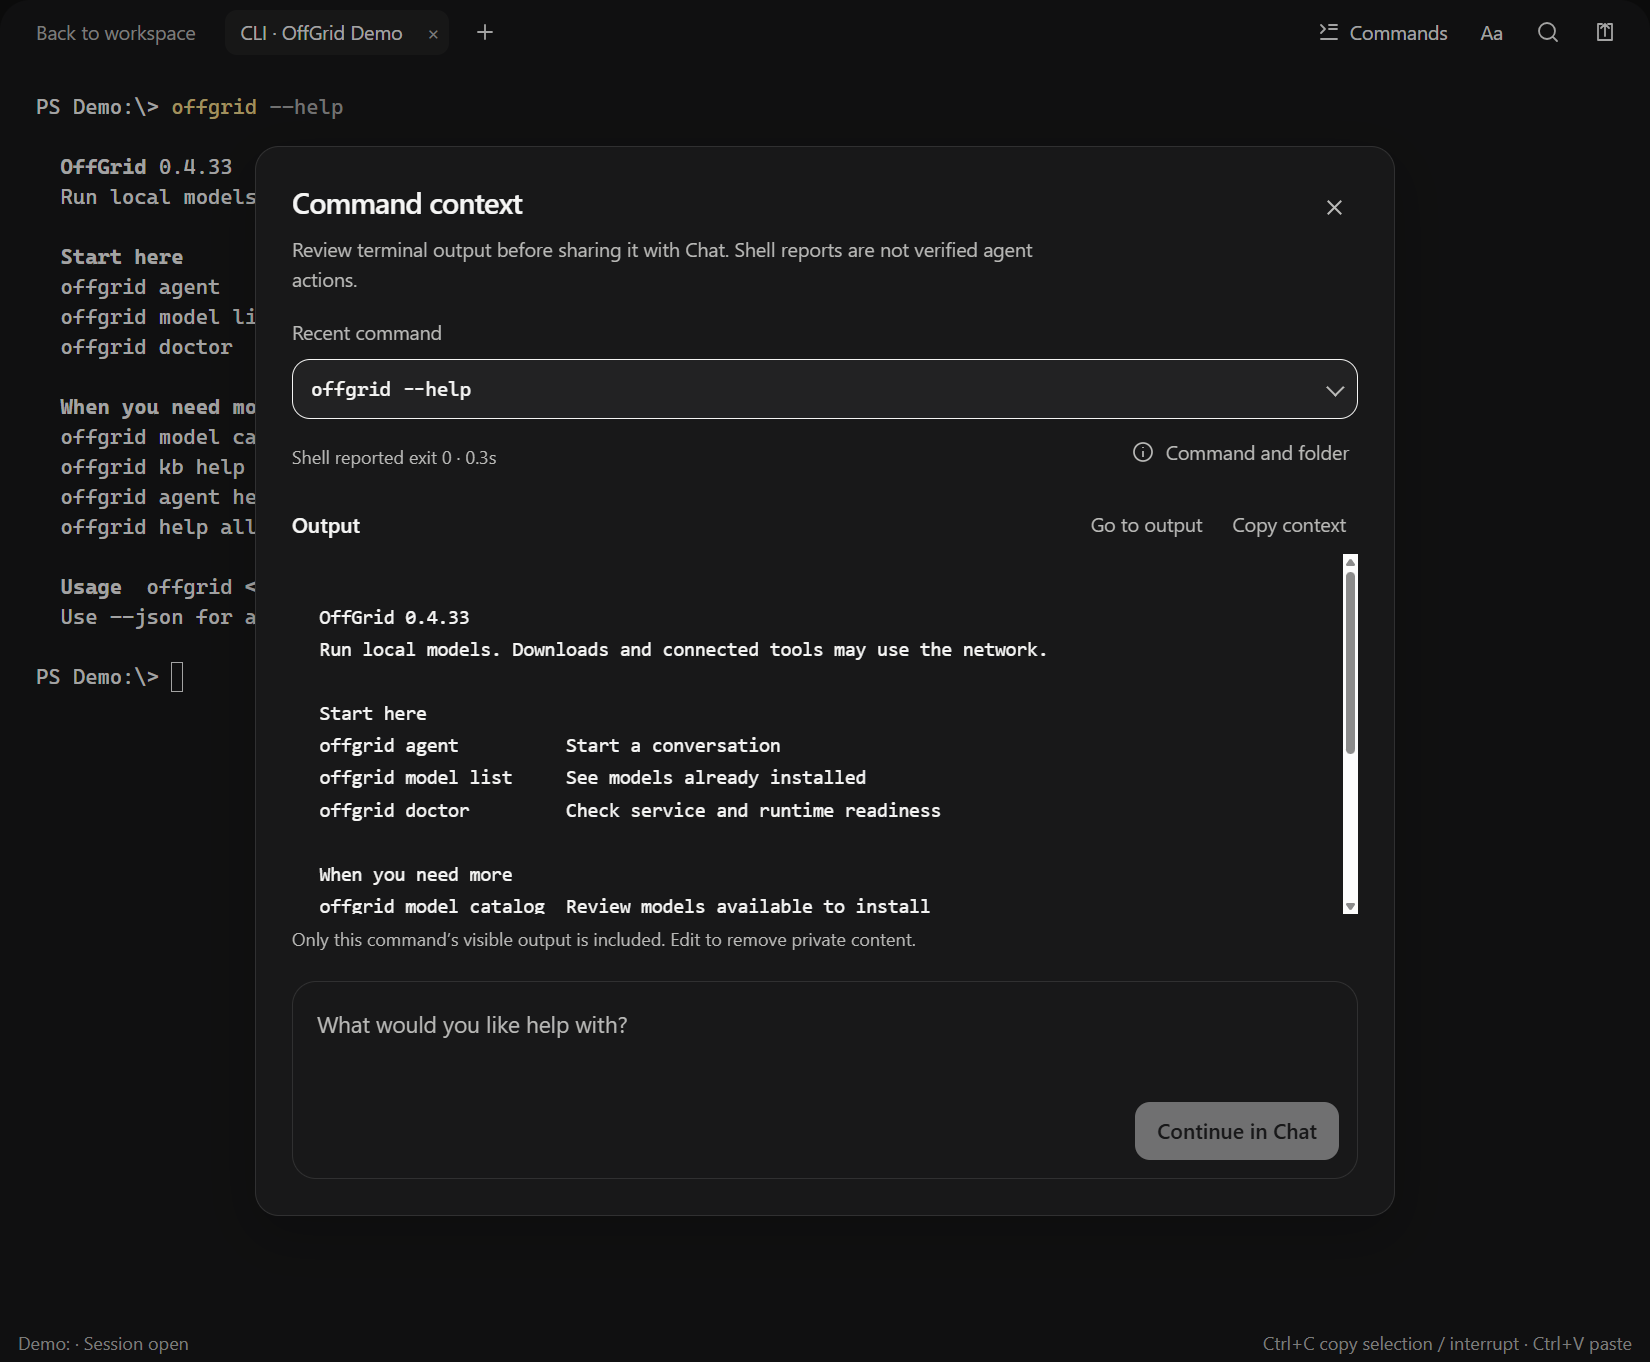 Back to workspace
CLI · OffGrid Demo ×
+
Commands
Aa
PS Demo:\> offgrid --help
OffGrid 0.4.33
Run local models
Start here
offgrid agent
offgrid model li
offgrid doctor
When you need mo
offgrid model ca
offgrid kb help
offgrid agent he
offgrid help all
Usage offgrid <
Use --json for a
PS Demo:\>
Command context
Review terminal output before sharing it with Chat. Shell reports are not verified agent
actions.
Recent command
offgrid --help
Shell reported exit 0 · 0.3s
Command and folder
Output
Go to output Copy context
OffGrid 0.4.33
Run local models. Downloads and connected tools may use the network.
Start here
offgrid agent Start a conversation
offgrid model list See models already installed
offgrid doctor Check service and runtime readiness
When you need more
offgrid model catalog Review models available to install
Only this command's visible output is included. Edit to remove private content.
What would you like help with?
Continue in Chat
Demo: · Session open
Ctrl+C copy selection / interrupt · Ctrl+V paste